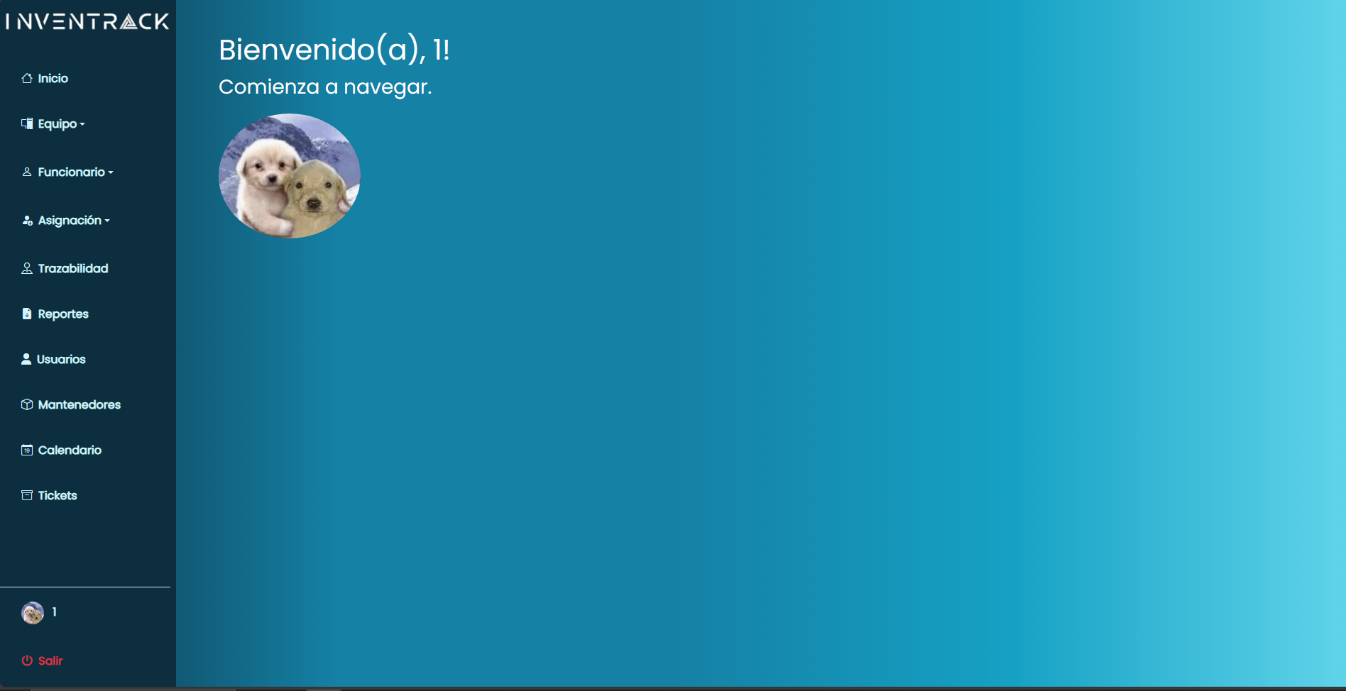 INVENTRACK
Inicio
Equipo
Funcionario
Asignación
Trazabilidad
Reportes
Usuarios
Mantenedores
Calendario
Tickets
1
Salir
Bienvenido(a), 1!
Comienza a navegar.